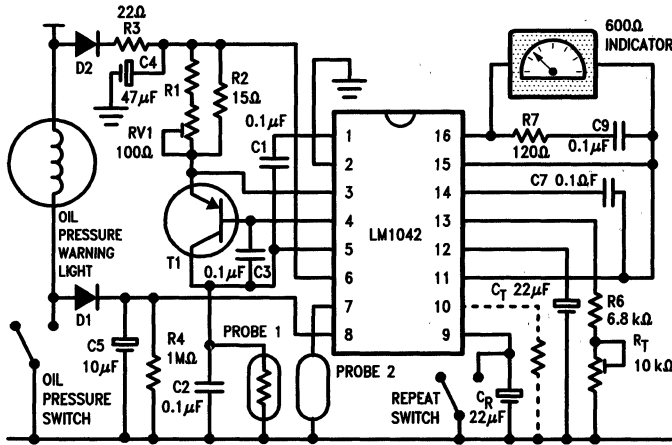 22Ω
R3
D2
C4
47μF
R1
R2
15Ω
RV1
100Ω
0.1μF
C1
600Ω
INDICATOR
R7
120Ω
C9
0.1μF
C7 0.1ΩF
1
2
3
4
5
6
7
8
16
15
14
13
12
11
10
9
LM1042
T1
0.1μF
C3
OIL
PRESSURE
WARNING
LIGHT
D1
C5
10μF
R4
1MΩ
C2
0.1μF
PROBE 1
PROBE 2
OIL
PRESSURE
SWITCH
REPEAT
SWITCH
CR
22μF
CT 22μF
R6
6.8 kΩ
RT
10 kΩ